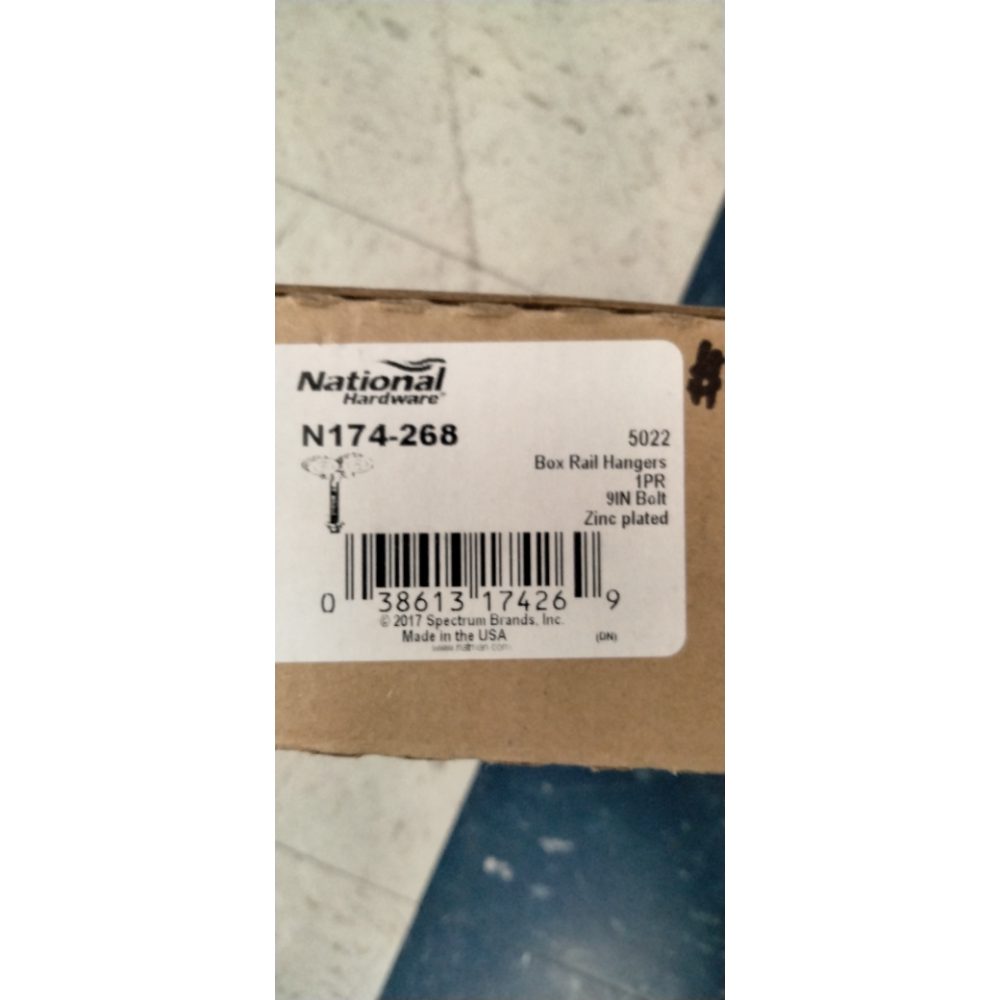 National
Hardware®
N174-268
5022
Box Rail Hangers
1PR
9IN Bolt
Zinc plated
0 38613 17426 9
© 2017 Spectrum Brands, Inc.
Made in the USA
(DN)
#